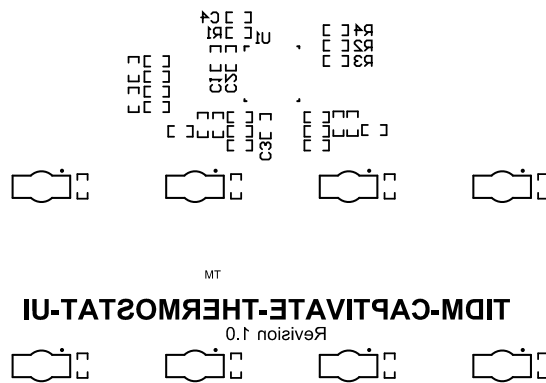 C4
R1
U1
R4
R2
R3
C1
C2
C3
TM
TIDM-CAPTIVATE-THERMOSTAT-UI
Revision 1.0